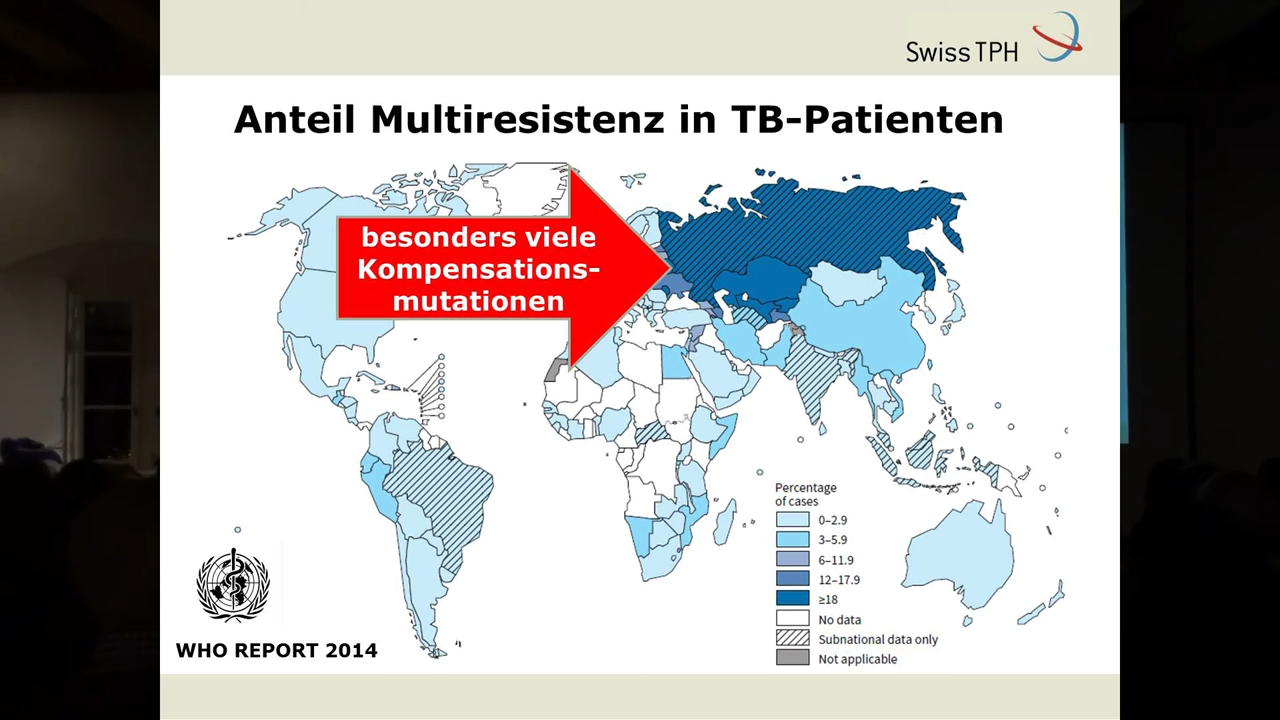 Swiss TPH
Anteil Multiresistenz in TB-Patienten
besonders viele
Kompensations-
mutationen
Percentage
of cases
0–2.9
3–5.9
6–11.9
12–17.9
≥18
No data
Subnational data only
Not applicable
WHO REPORT 2014